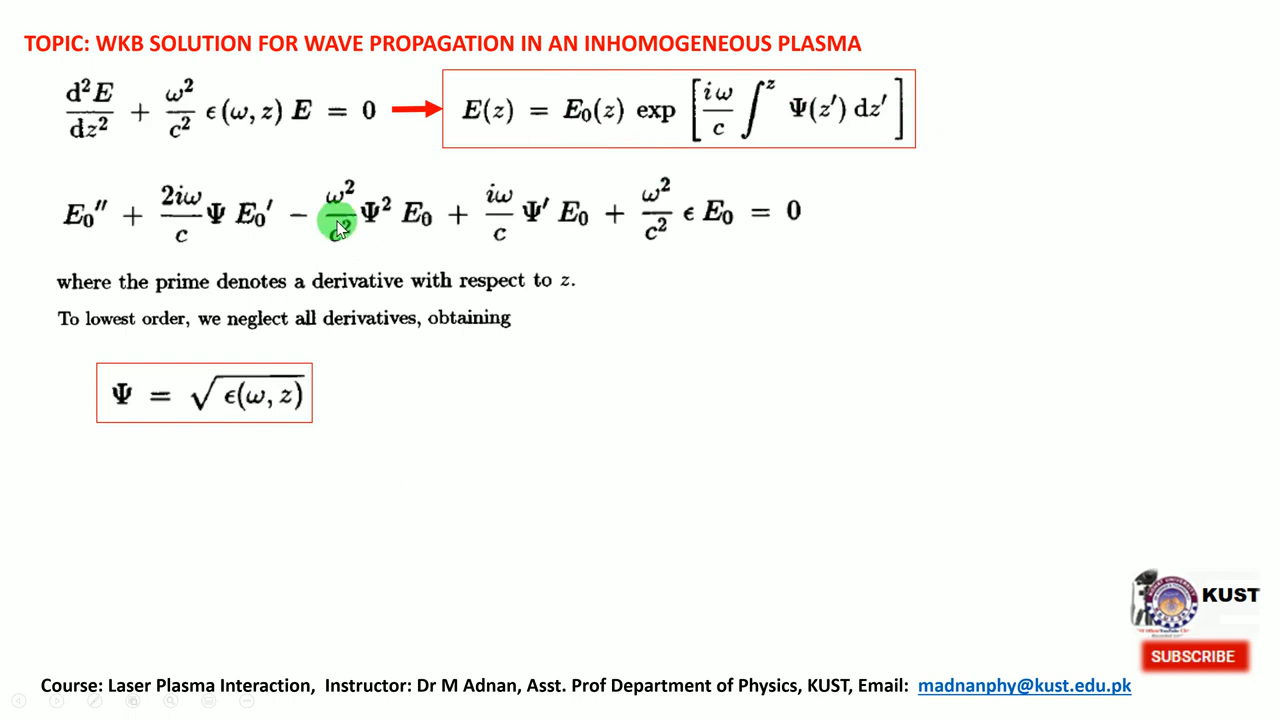 TOPIC: WKB SOLUTION FOR WAVE PROPAGATION IN AN INHOMOGENEOUS PLASMA
d²E/dz² + ω²/c² ϵ(ω, z) E = 0 → E(z) = E₀(z) exp [iω/c ∫ᶻ Ψ(z′) dz′]
E₀″ + 2iω/c Ψ E₀′ − ω²/c² Ψ² E₀ + iω/c Ψ′ E₀ + ω²/c² ϵ E₀ = 0
where the prime denotes a derivative with respect to z.
To lowest order, we neglect all derivatives, obtaining
Ψ = √ϵ(ω, z)
KUST
SUBSCRIBE
Course: Laser Plasma Interaction, Instructor: Dr M Adnan, Asst. Prof Department of Physics, KUST, Email: madnanphy@kust.edu.pk